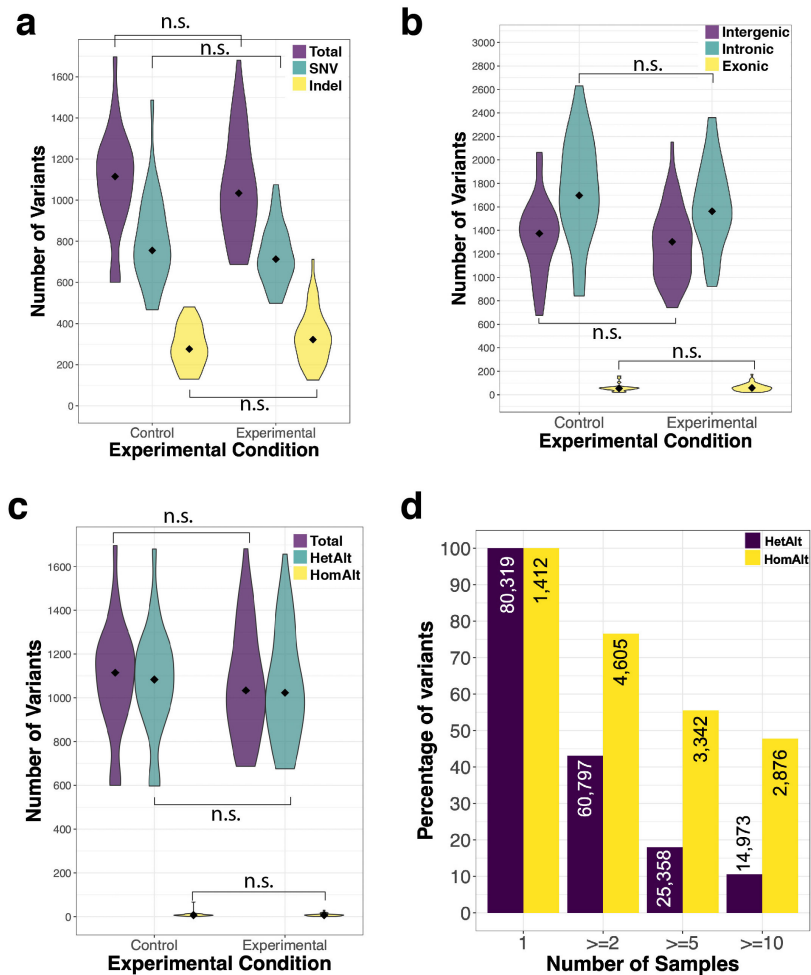 a
n.s.
n.s.
Total
SNV
Indel
1600
1400
1200
1000
800
600
400
200
0
Number of Variants
n.s.
Control
Experimental
Experimental Condition
b
Intergenic
Intronic
Exonic
n.s.
3000
2800
2600
2400
2200
2000
1800
1600
1400
1200
1000
800
600
400
200
0
Number of Variants
n.s.
n.s.
Control
Experimental
Experimental Condition
c
n.s.
Total
HetAlt
HomAlt
1600
1400
1200
1000
800
600
400
200
0
Number of Variants
n.s.
n.s.
Control
Experimental
Experimental Condition
d
HetAlt
HomAlt
100
90
80
70
60
50
40
30
20
10
0
Percentage of variants
80,319
1,412
60,797
4,605
25,358
3,342
14,973
2,876
1
>=2
>=5
>=10
Number of Samples